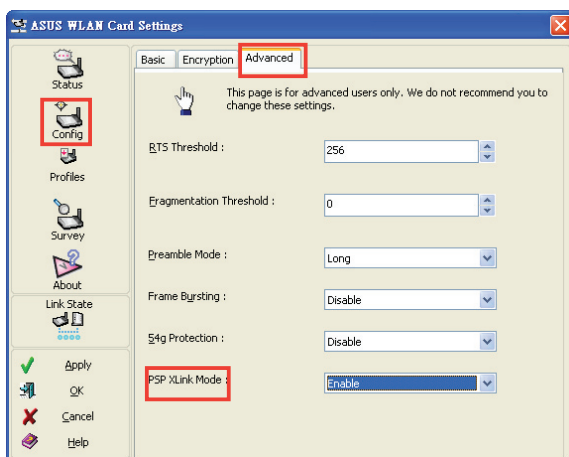 ASUS WLAN Card Settings
Status
Config
Profiles
Survey
About
Link State
Apply
OK
Cancel
Help
Basic Encryption Advanced
This page is for advanced users only. We do not recommend you to
change these settings.
RTS Threshold : 256
Fragmentation Threshold : 0
Preamble Mode : Long
Frame Bursting : Disable
54g Protection : Disable
PSP XLink Mode : Enable